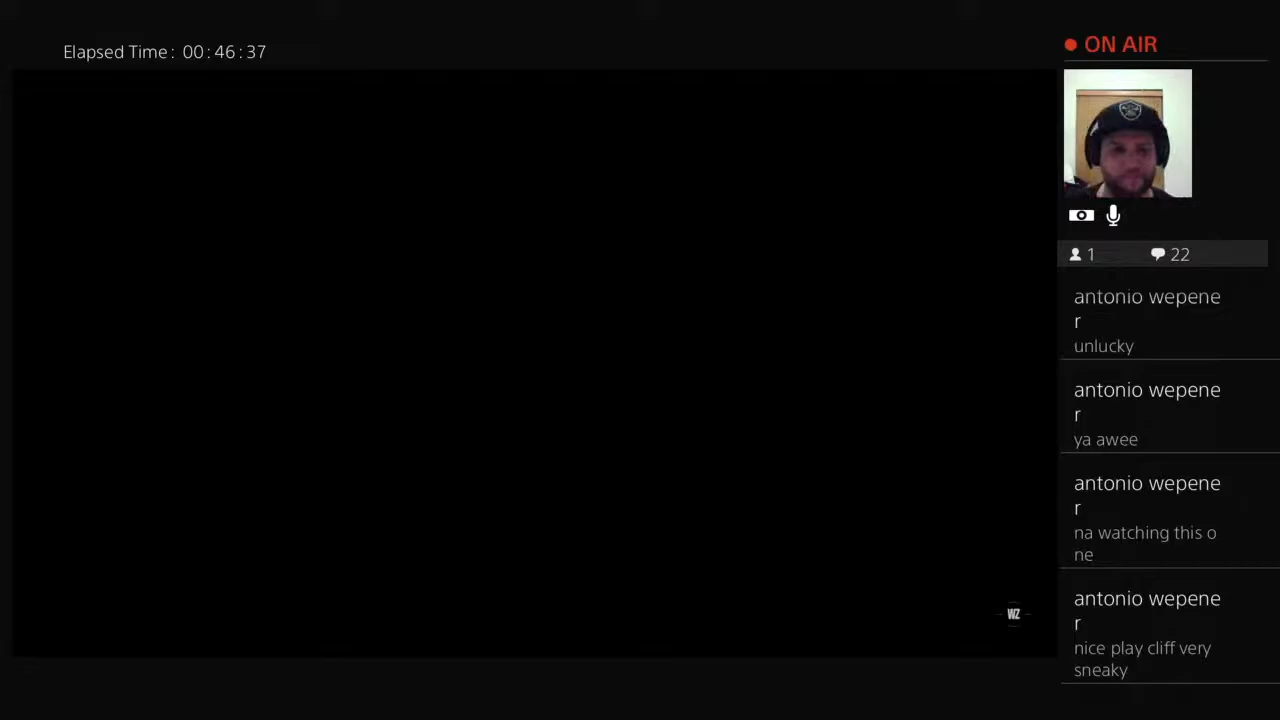 Elapsed Time: 00:46:37
ON AIR
1 22
antonio wepene
r
unlucky
antonio wepene
r
ya awee
antonio wepene
r
na watching this o
ne
antonio wepene
r
nice play cliff very
sneaky
WZ